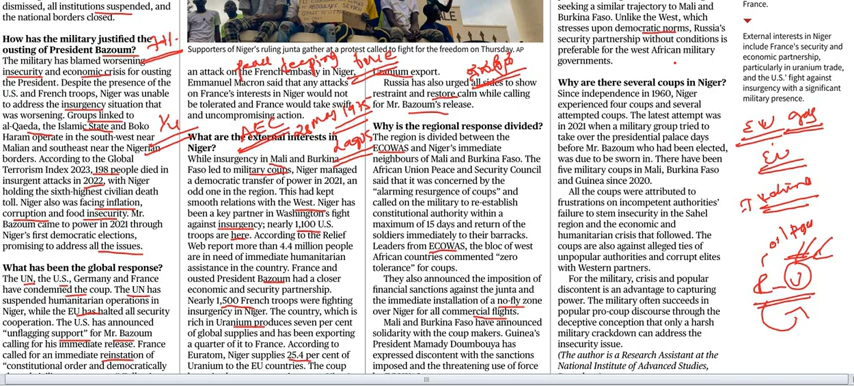 dismissed, all institutions suspended, and
the national borders closed.
How has the military justified the
ousting of President Bazoum?
The military has blamed worsening
insecurity and economic crisis for ousting
the President. Despite the presence of the
U.S. and French troops, Niger was unable
to address the insurgency situation that
was worsening. Groups linked to
al-Qaeda, the Islamic State and Boko
Haram operate in the south-west near
Malian and southeast near the Nigerian
borders. According to the Global
Terrorism Index 2023, 198 people died in
insurgent attacks in 2022, with Niger
holding the sixth-highest civilian death
toll. Niger also was facing inflation,
corruption and food insecurity. Mr.
Bazoum came to power in 2021 through
Niger's first democratic elections,
promising to address all the issues.
What has been the global response?
The UN, the U.S., Germany and France
have condemned the coup. The UN has
suspended humanitarian operations in
Niger, while the EU has halted all security
cooperation. The U.S. has announced
"unflagging support" for Mr. Bazoum
calling for his immediate release. France
called for an immediate reinstation of
"constitutional order and democratically
Supporters of Niger's ruling junta gather at a protest called to fight for the freedom on Thursday. AP
peace keeping force
an attack on the French embassy in Niger,
Emmanuel Macron said that any attacks
on France's interest in Niger would not
be tolerated and France would take swift
and uncompromising action.
AEC
28 May 1975
Lagos
What are the external interests in
Niger?
While insurgency in Mali and Burkina
Faso led to military coups, Niger managed
a democratic transfer of power in 2021, an
odd one in the region. This had kept
smooth relations with the West. Niger has
been a key partner in Washington's fight
against insurgency; nearly 1,100 U.S.
troops are here. According to the Relief
Web report more than 4.4 million people
are in need of immediate humanitarian
assistance in the country. France and
ousted President Bazoum had a closer
economic and security partnership.
Nearly 1,500 French troops were fighting
insurgency in Niger. The country, which is
rich in Uranium produces seven per cent
of global supplies and has been exporting
a quarter of it to France. According to
Euratom, Niger supplies 25.4 per cent of
Uranium to the EU countries. The coup
Uranium export.
Russia has also urged all sides to show
restraint and restore calm while calling
for Mr. Bazoum's release.
Why is the regional response divided?
The region is divided between the
ECOWAS and Niger's immediate
neighbours of Mali and Burkina Faso. The
African Union Peace and Security Council
said that it was concerned by the
"alarming resurgence of coups" and
called on the military to re-establish
constitutional authority within a
maximum of 15 days and return of the
soldiers immediately to their barracks.
Leaders from ECOWAS, the bloc of west
African countries commented "zero
tolerance" for coups.
They also announced the imposition of
financial sanctions against the junta and
the immediate installation of a no-fly zone
over Niger for all commercial flights.
Mali and Burkina Faso have announced
solidarity with the coup makers. Guinea's
President Mamady Doumbouya has
expressed discontent with the sanctions
imposed and the threatening use of force
seeking a similar trajectory to Mali and
Burkina Faso. Unlike the West, which
stresses upon democratic norms, Russia's
security partnership without conditions is
preferable for the west African military
governments.
Why are there several coups in Niger?
Since independence in 1960, Niger
experienced four coups and several
attempted coups. The latest attempt was
in 2021 when a military group tried to
take over the presidential palace days
before Mr. Bazoum who had been elected,
was due to be sworn in. There have been
five military coups in Mali, Burkina Faso
and Guinea since 2020.
All the coups were attributed to
frustrations on incompetent authorities'
failure to stem insecurity in the Sahel
region and the economic and
humanitarian crisis that followed. The
coups are also against alleged ties of
unpopular authorities and corrupt elites
with Western partners.
For the military, crisis and popular
discontent is an advantage to capturing
power. The military often succeeds in
popular pro-coup discourse through the
deceptive conception that only a harsh
military crackdown can address the
insecurity issue.
(The author is a Research Assistant at the
National Institute of Advanced Studies,
France.
External interests in Niger
include France's security and
economic partnership,
particularly in uranium trade,
and the U.S.' fight against
insurgency with a significant
military presence.